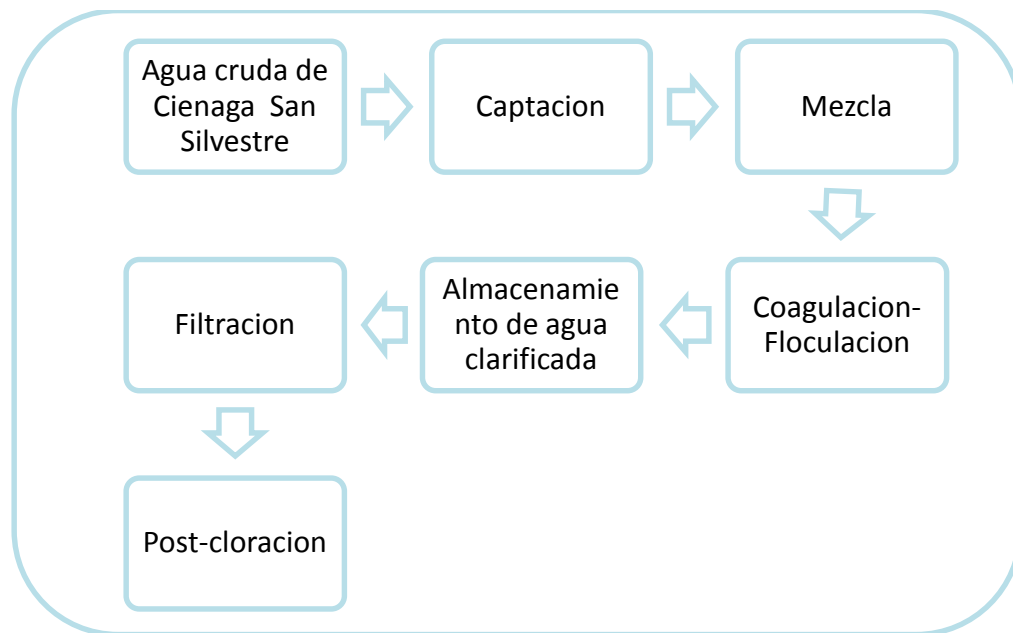 Agua cruda de
Cienaga San
Silvestre
Captacion
Mezcla
Coagulacion-
Floculacion
Almacenamie
nto de agua
clarificada
Filtracion
Post-cloracion